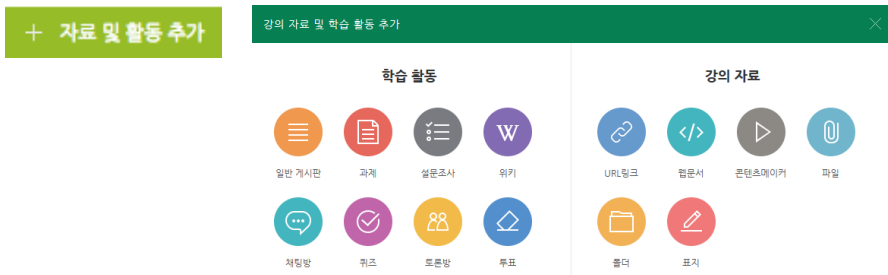 + 자료 및 활동 추가
강의 자료 및 학습 활동 추가
학습 활동
일반 게시판 과제 설문조사 위키
채팅방 퀴즈 토론방 투표
강의 자료
URL링크 웹문서 콘텐츠메이커 파일
폴더 표지